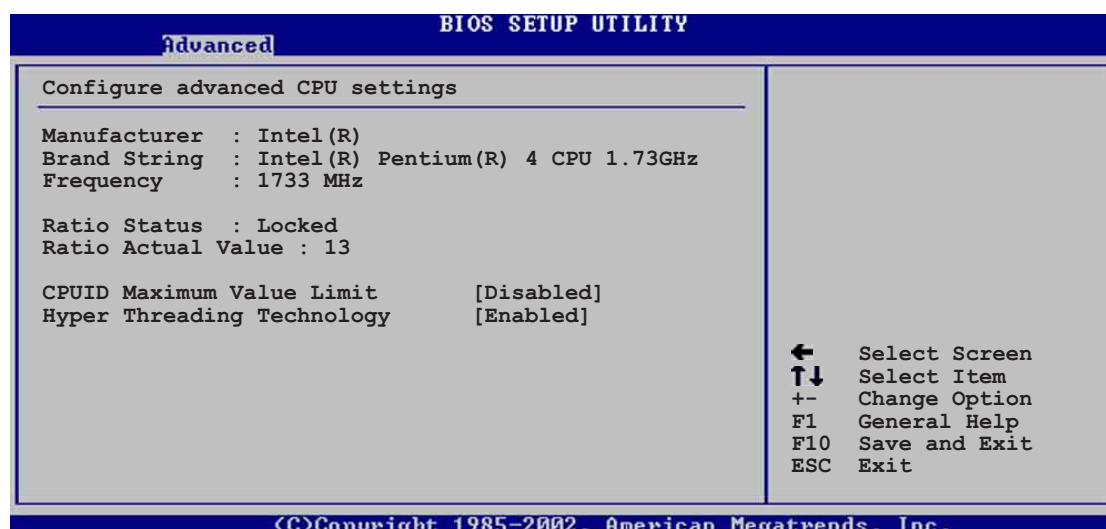 BIOS SETUP UTILITY
Advanced
Configure advanced CPU settings
Manufacturer : Intel(R)
Brand String : Intel(R) Pentium(R) 4 CPU 1.73GHz
Frequency : 1733 MHz
Ratio Status : Locked
Ratio Actual Value : 13
CPUID Maximum Value Limit [Disabled]
Hyper Threading Technology [Enabled]
← Select Screen
↑↓ Select Item
+- Change Option
F1 General Help
F10 Save and Exit
ESC Exit
(C)Copyright 1985-2002, American Megatrends, Inc.